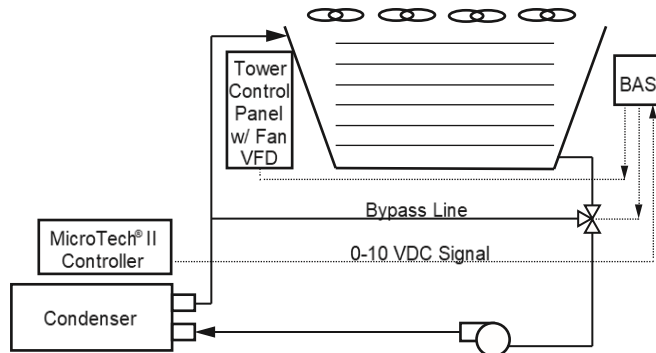 Tower
Control
Panel
w/ Fan
VFD
BAS
Bypass Line
MicroTech® II
Controller
0-10 VDC Signal
Condenser